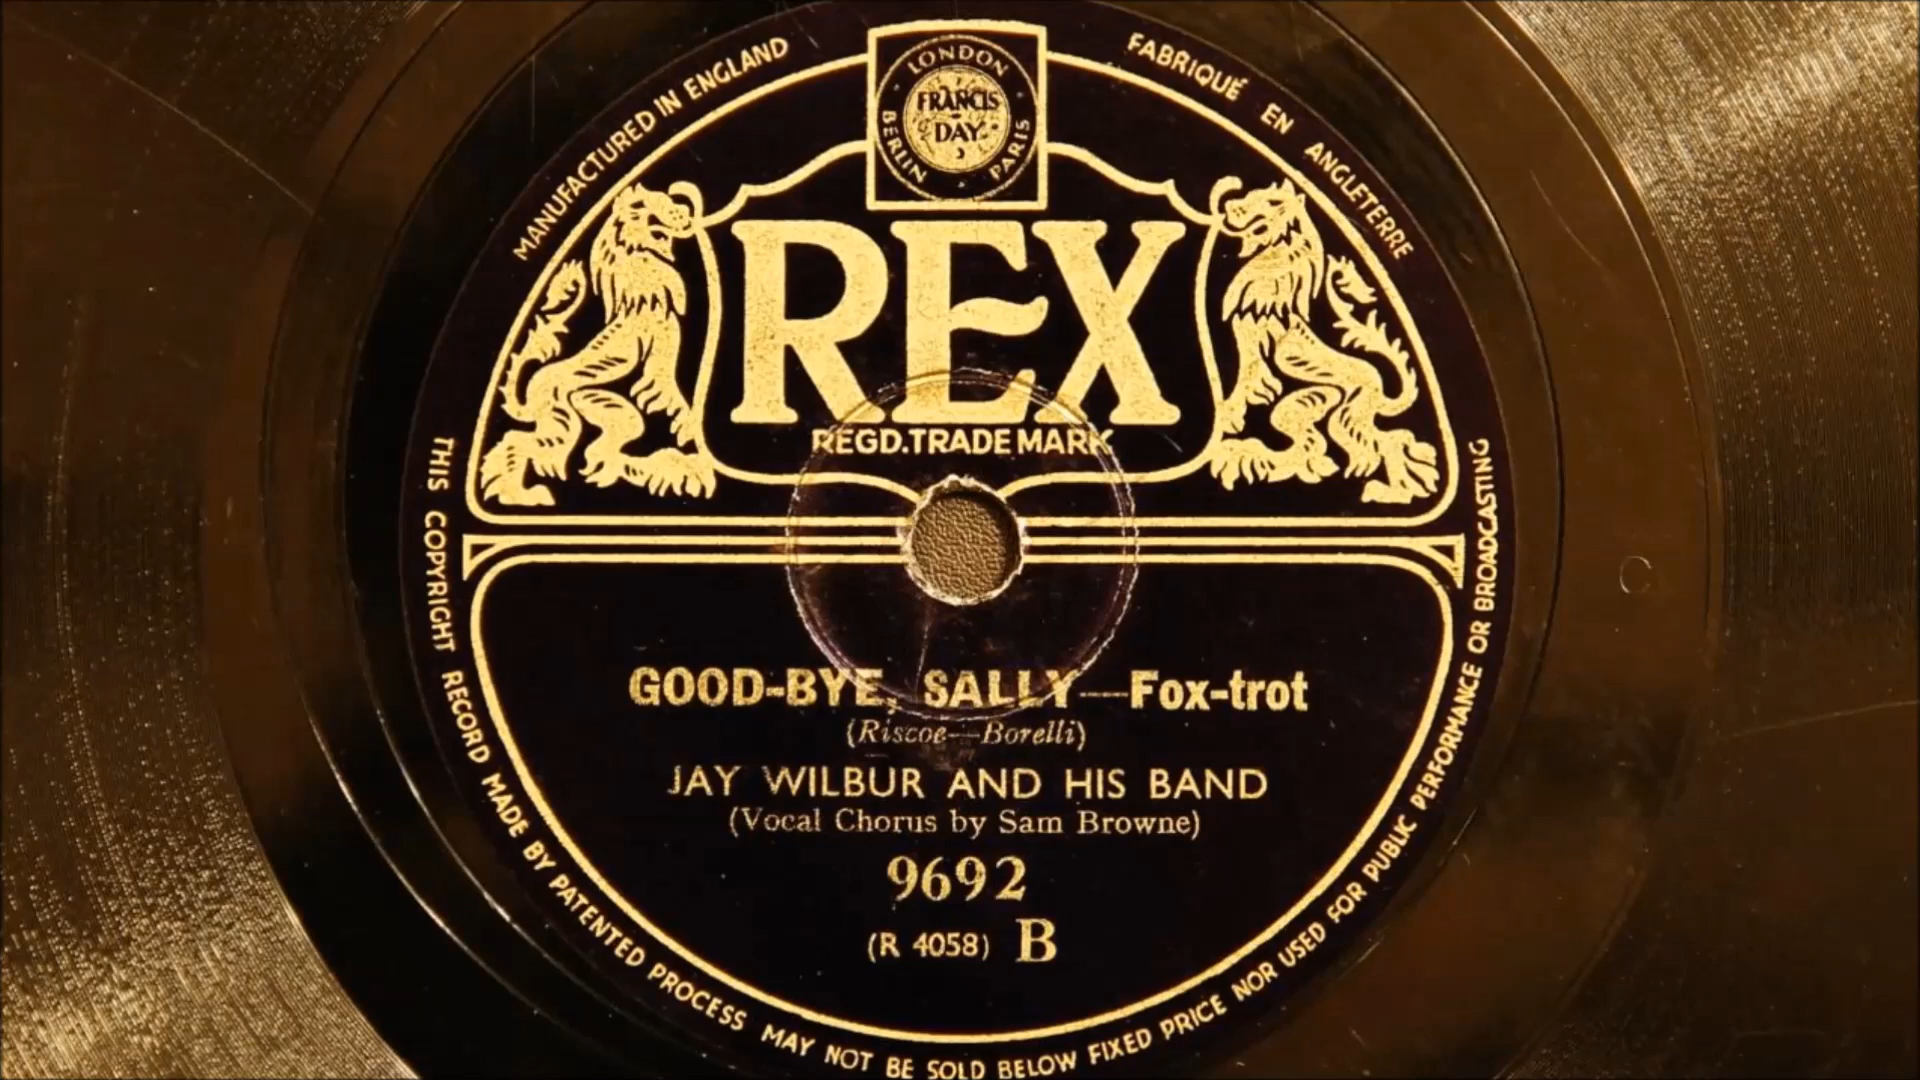 MANUFACTURED IN ENGLAND
FABRIQUÉ EN ANGLETERRE
LONDON
BERLIN
PARIS
FRANCIS
DAY
REX
REGD. TRADE MARK
GOOD-BYE, SALLY—Fox-trot
(Riscoe—Borelli)
JAY WILBUR AND HIS BAND
(Vocal Chorus by Sam Browne)
9692
(R 4058) B
THIS COPYRIGHT RECORD MADE BY PATENTED PROCESS MAY NOT BE SOLD BELOW FIXED PRICE NOR USED FOR PUBLIC PERFORMANCE OR BROADCASTING